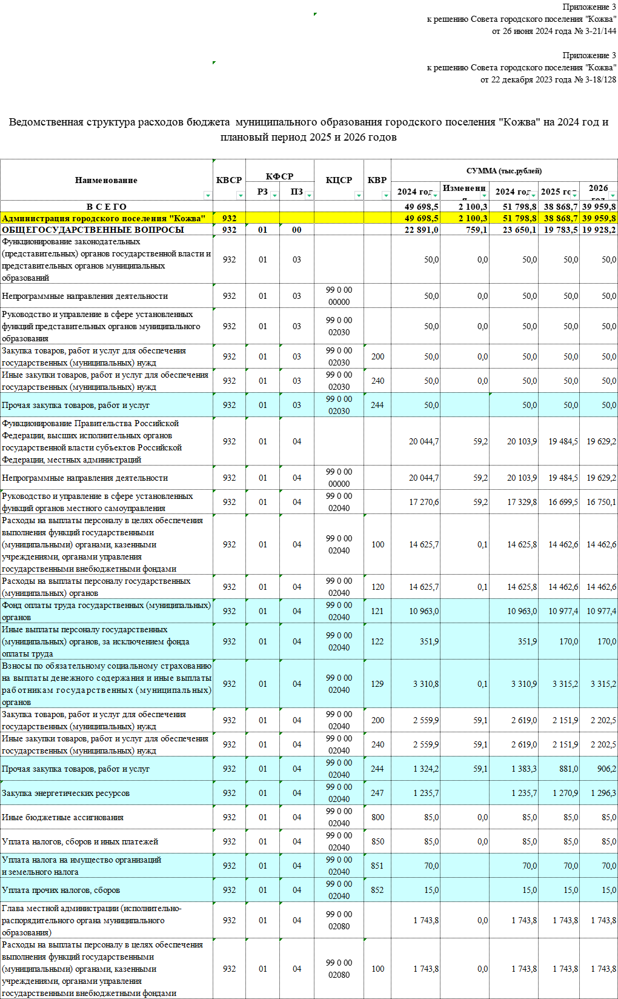 Приложение 3
к решению Совета городского поселения "Кожва"
от 26 июня 2024 года № 3-21/144
Приложение 3
к решению Совета городского поселения "Кожва"
от 22 декабря 2023 года № 3-18/128
Ведомственная структура расходов бюджета муниципального образования городского поселения "Кожва" на 2024 год и
плановый период 2025 и 2026 годов
Наименование КВСР КФСР КЦСР КВР СУММА (тыс.рублей)
РЗ ПЗ 2024 год Изменени 2024 год 2025 год 2026
В С Е Г О 49 698,5 2 100,3 51 798,8 38 868,7 39 959,8
Администрация городского поселения "Кожва" 932 49 698,5 2 100,3 51 798,8 38 868,7 39 959,8
ОБЩЕГОСУДАРСТВЕННЫЕ ВОПРОСЫ 932 01 00 22 891,0 759,1 23 650,1 19 783,5 19 928,2
Функционирование законодательных
(представительных) органов государственной власти и
представительных органов муниципальных
образований
932 01 03 50,0 0,0 50,0 50,0 50,0
Непрограммные направления деятельности 932 01 03 99 0 00
00000 50,0 0,0 50,0 50,0 50,0
Руководство и управление в сфере установленных
функций представительных органов муниципального
образования
932 01 03 99 0 00
02030 50,0 0,0 50,0 50,0 50,0
Закупка товаров, работ и услуг для обеспечения
государственных (муниципальных) нужд
932 01 03 99 0 00
02030 200 50,0 0,0 50,0 50,0 50,0
Иные закупки товаров, работ и услуг для обеспечения
государственных (муниципальных) нужд
932 01 03 99 0 00
02030 240 50,0 0,0 50,0 50,0 50,0
Прочая закупка товаров, работ и услуг 932 01 03 99 0 00
02030 244 50,0 50,0 50,0 50,0
Функционирование Правительства Российской
Федерации, высших исполнительных органов
государственной власти субъектов Российской
Федерации, местных администраций
932 01 04 20 044,7 59,2 20 103,9 19 484,5 19 629,2
Непрограммные направления деятельности 932 01 04 99 0 00
00000 20 044,7 59,2 20 103,9 19 484,5 19 629,2
Руководство и управление в сфере установленных
функций органов местного самоуправления
932 01 04 99 0 00
02040 17 270,6 59,2 17 329,8 16 699,5 16 750,1
Расходы на выплаты персоналу в целях обеспечения
выполнения функций государственными
(муниципальными) органами, казенными
учреждениями, органами управления
государственными внебюджетными фондами
932 01 04 99 0 00
02040 100 14 625,7 0,1 14 625,8 14 462,6 14 462,6
Расходы на выплаты персоналу государственных
(муниципальных) органов
932 01 04 99 0 00
02040 120 14 625,7 0,1 14 625,8 14 462,6 14 462,6
Фонд оплаты труда государственных (муниципальных)
органов
932 01 04 99 0 00
02040 121 10 963,0 10 963,0 10 977,4 10 977,4
Иные выплаты персоналу государственных
(муниципальных) органов, за исключением фонда
оплаты труда
932 01 04 99 0 00
02040 122 351,9 351,9 170,0 170,0
Взносы по обязательному социальному страхованию
на выплаты денежного содержания и иные выплаты
работникам государственных (муниципальных)
органов
932 01 04 99 0 00
02040 129 3 310,8 0,1 3 310,9 3 315,2 3 315,2
Закупка товаров, работ и услуг для обеспечения
государственных (муниципальных) нужд
932 01 04 99 0 00
02040 200 2 559,9 59,1 2 619,0 2 151,9 2 202,5
Иные закупки товаров, работ и услуг для обеспечения
государственных (муниципальных) нужд
932 01 04 99 0 00
02040 240 2 559,9 59,1 2 619,0 2 151,9 2 202,5
Прочая закупка товаров, работ и услуг 932 01 04 99 0 00
02040 244 1 324,2 59,1 1 383,3 881,0 906,2
Закупка энергетических ресурсов 932 01 04 99 0 00
02040 247 1 235,7 1 235,7 1 270,9 1 296,3
Иные бюджетные ассигнования 932 01 04 99 0 00
02040 800 85,0 0,0 85,0 85,0 85,0
Уплата налогов, сборов и иных платежей 932 01 04 99 0 00
02040 850 85,0 0,0 85,0 85,0 85,0
Уплата налога на имущество организаций
и земельного налога
932 01 04 99 0 00
02040 851 70,0 70,0 70,0 70,0
Уплата прочих налогов, сборов 932 01 04 99 0 00
02040 852 15,0 15,0 15,0 15,0
Глава местной администрации (исполнительно-
распорядительного органа муниципального
образования)
932 01 04 99 0 00
02080 1 743,8 0,0 1 743,8 1 743,8 1 743,8
Расходы на выплаты персоналу в целях обеспечения
выполнения функций государственными
(муниципальными) органами, казенными
учреждениями, органами управления
государственными внебюджетными фондами
932 01 04 99 0 00
02080 100 1 743,8 0,0 1 743,8 1 743,8 1 743,8